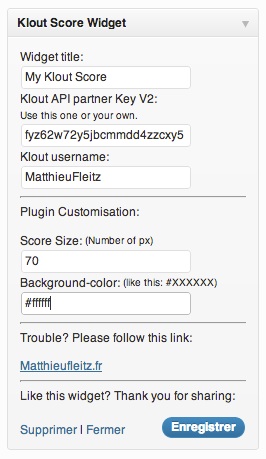 Klout Score Widget
Widget title:
My Klout Score
Klout API partner Key V2:
Use this one or your own.
fyz62w72y5jbcmmdd4zzcxy5
Klout username:
MatthieuFleitz
Plugin Customisation:
Score Size: (Number of px)
70
Background-color: (like this: #XXXXXX)
#ffffff
Trouble? Please follow this link:
Matthieufleitz.fr
Like this widget? Thank you for sharing:
Supprimer | Fermer Enregistrer